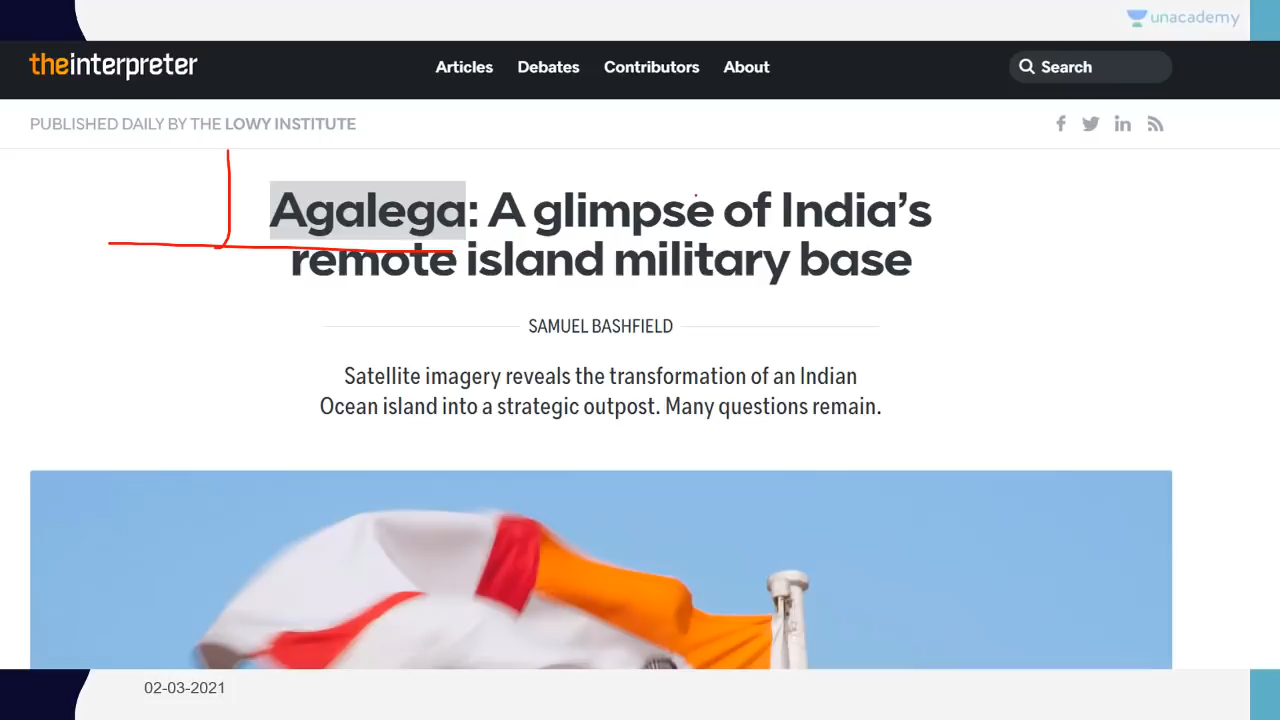 unacademy
theinterpreter
Articles Debates Contributors About Search
PUBLISHED DAILY BY THE LOWY INSTITUTE
Agalega: A glimpse of India’s
remote island military base
SAMUEL BASHFIELD
Satellite imagery reveals the transformation of an Indian
Ocean island into a strategic outpost. Many questions remain.
02-03-2021